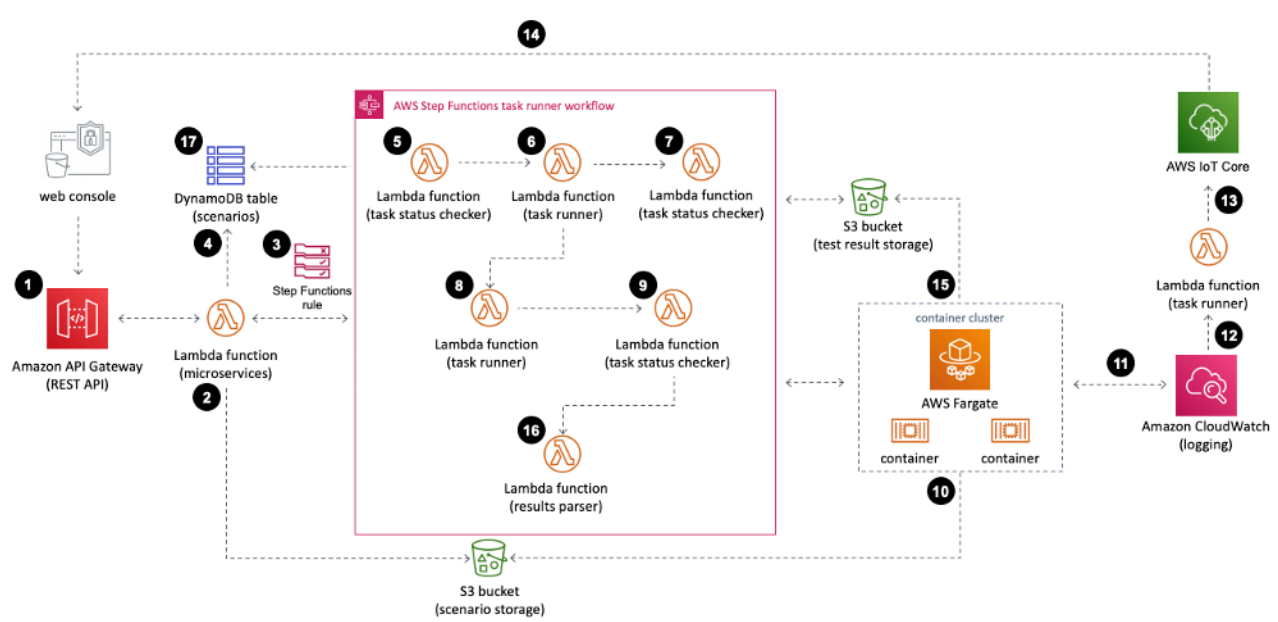 14
AWS Step Functions task runner workflow
17
5
6
7
web console
AWS IoT Core
DynamoDB table
(scenarios)
Lambda function
(task status checker)
Lambda function
(task runner)
Lambda function
(task status checker)
13
S3 bucket
(test result storage)
4
3
Step Functions
rule
1
8
9
15
Lambda function
(task runner)
container cluster
12
Lambda function
(task runner)
Lambda function
(task status checker)
Amazon API Gateway
(REST API)
Lambda function
(microservices)
2
11
AWS Fargate
Amazon CloudWatch
(logging)
16
container
container
Lambda function
(results parser)
10
S3 bucket
(scenario storage)